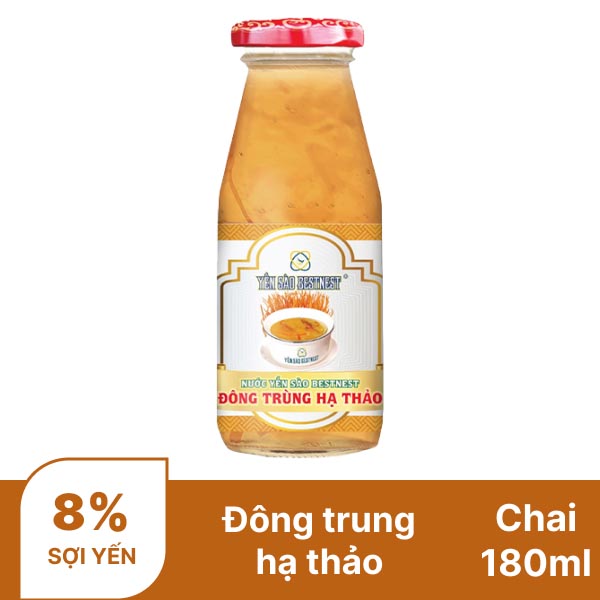 YẾN SÀO BESTNEST®
YẾN SÀO BESTNEST
NƯỚC YẾN SÀO BESTNEST
ĐÔNG TRÙNG HẠ THẢO
8%
SỢI YẾN
Đông trung
hạ thảo
Chai
180ml